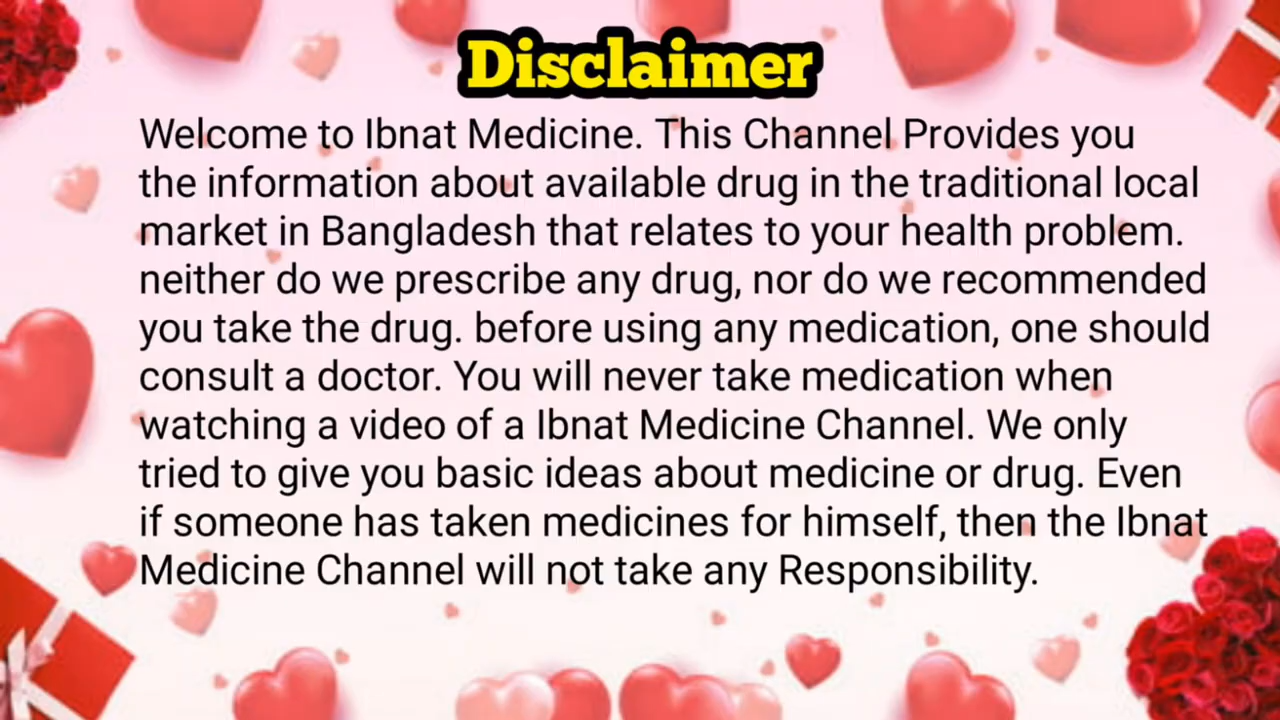 Disclaimer
Welcome to Ibnat Medicine. This Channel Provides you
the information about available drug in the traditional local
market in Bangladesh that relates to your health problem.
neither do we prescribe any drug, nor do we recommended
you take the drug. before using any medication, one should
consult a doctor. You will never take medication when
watching a video of a Ibnat Medicine Channel. We only
tried to give you basic ideas about medicine or drug. Even
if someone has taken medicines for himself, then the Ibnat
Medicine Channel will not take any Responsibility.